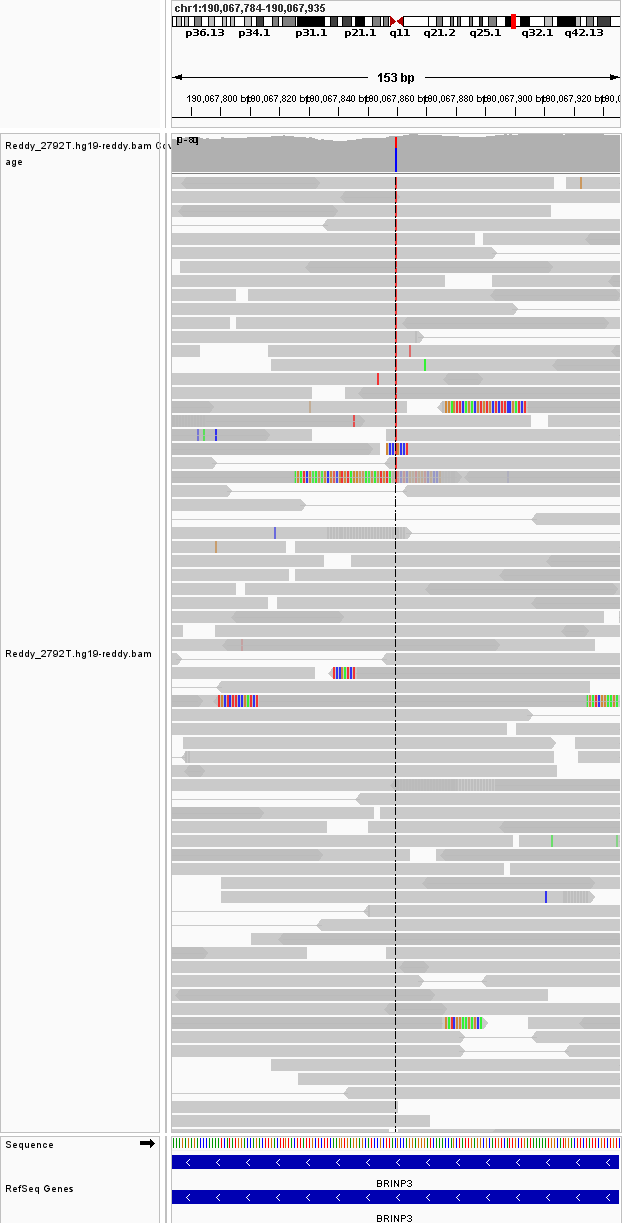 chr1:190,067,784-190,067,935
p36.13 p34.1 p31.1 p21.1 q11 q21.2 q25.1 q32.1 q42.13
153 bp
190,067,800 bp 190,067,820 bp 190,067,840 bp 190,067,860 bp 190,067,880 bp 190,067,900 bp 190,067,920 bp
Reddy_2792T.hg19-reddy.bam Cov
age
Reddy_2792T.hg19-reddy.bam
Sequence
BRINP3
RefSeq Genes
BRINP3